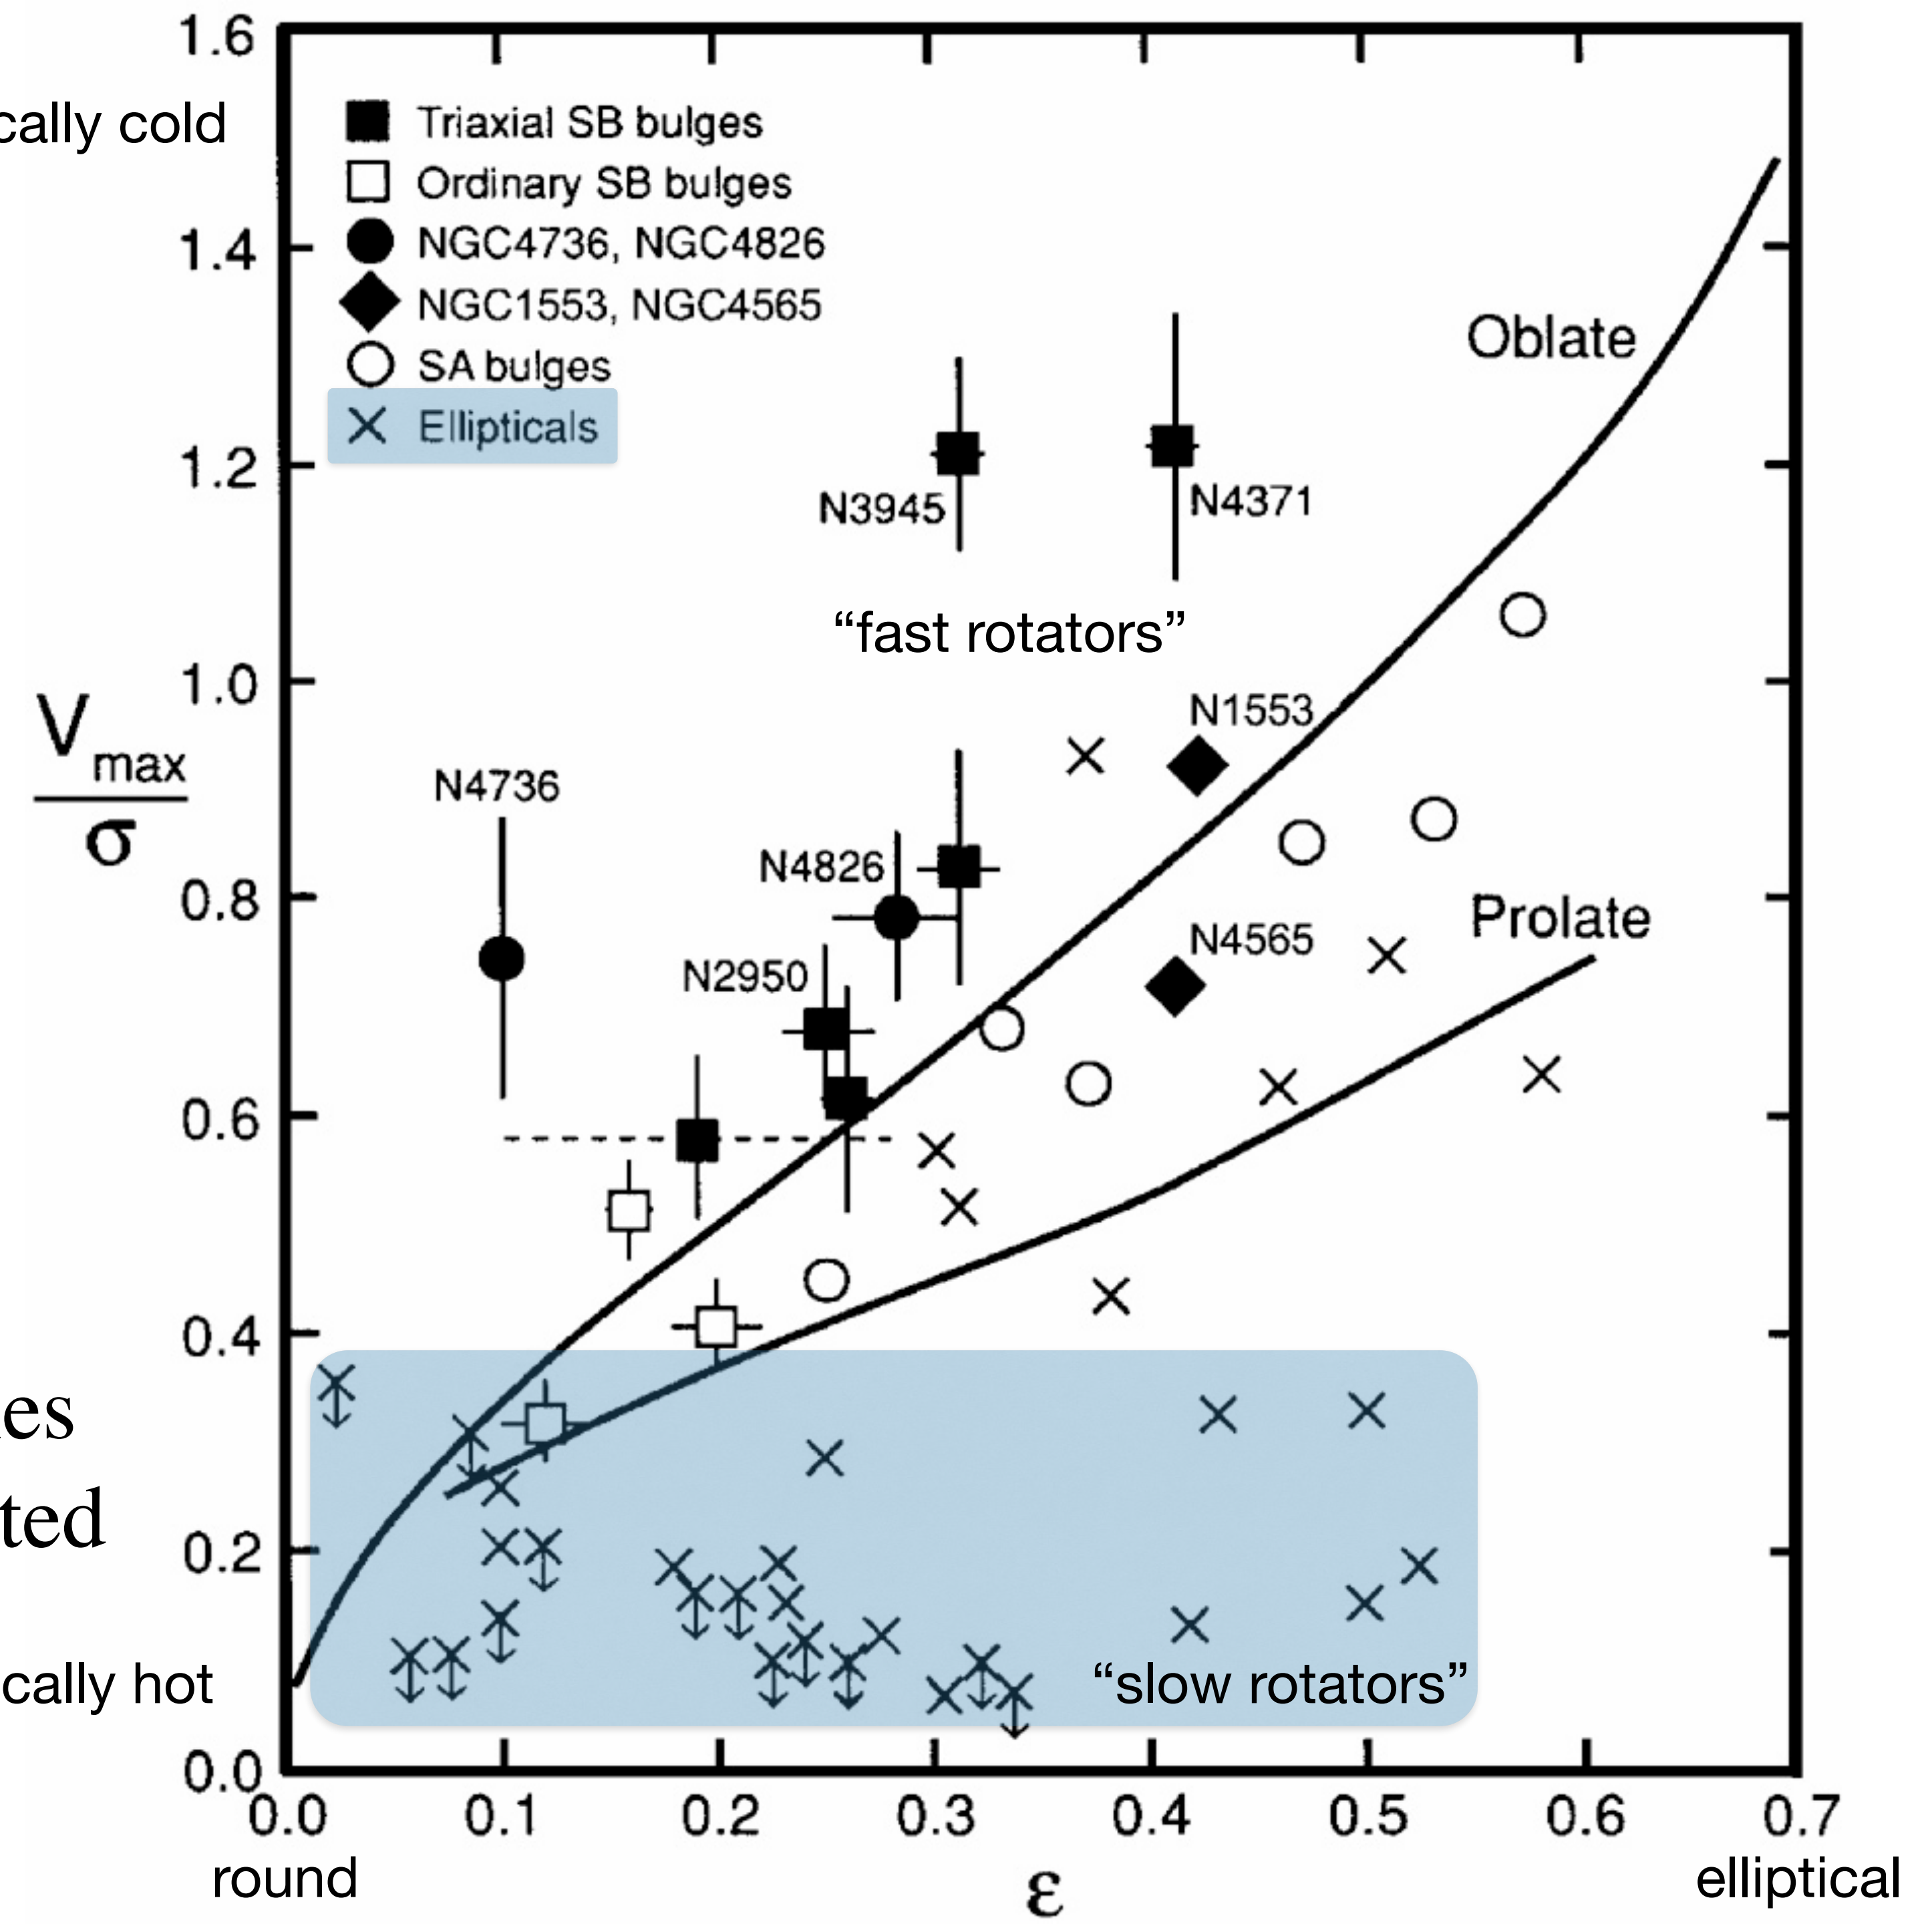 1.6
cally cold
Triaxial SB bulges
Ordinary SB bulges
1.4
NGC4736, NGC4826
NGC1553, NGC4565
Oblate
SA bulges
Ellipticals
1.2
N3945
N4371
"fast rotators"
1.0
V max
σ
N1553
N4736
N4826
0.8
Prolate
N4565
N2950
0.6
0.4
es
ted
0.2
cally hot
"slow rotators"
0.0
0.0 0.1 0.2 0.3 0.4 0.5 0.6 0.7
round
ε
elliptical